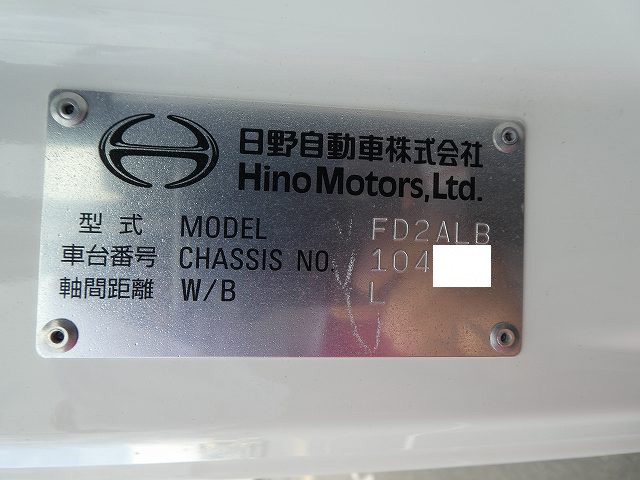 日野自動車株式会社
Hino Motors, Ltd.
型式 MODEL FD2ALB
車台番号 CHASSIS NO. 104
軸間距離 W/B L